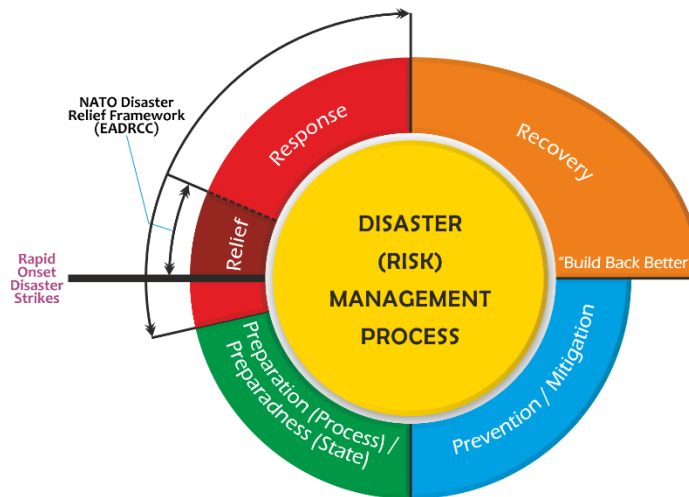 NATO Disaster
Relief Framework
(EADRCC)
Response
Recovery
Relief
Rapid
Onset
Disaster
Strikes
DISASTER
(RISK)
MANAGEMENT
PROCESS
"Build Back Better
Preparation (Process) /
Preparadness (State)
Prevention / Mitigation